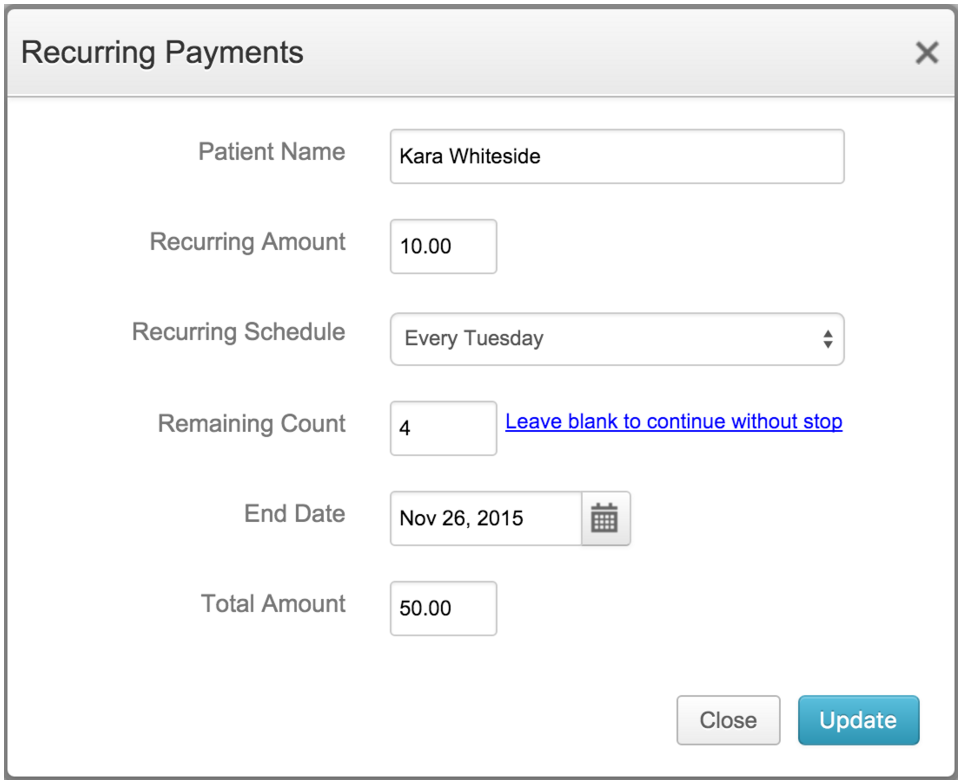 Recurring Payments
Patient Name Kara Whiteside
Recurring Amount 10.00
Recurring Schedule Every Tuesday
Remaining Count 4 Leave blank to continue without stop
End Date Nov 26, 2015
Total Amount 50.00
Close Update